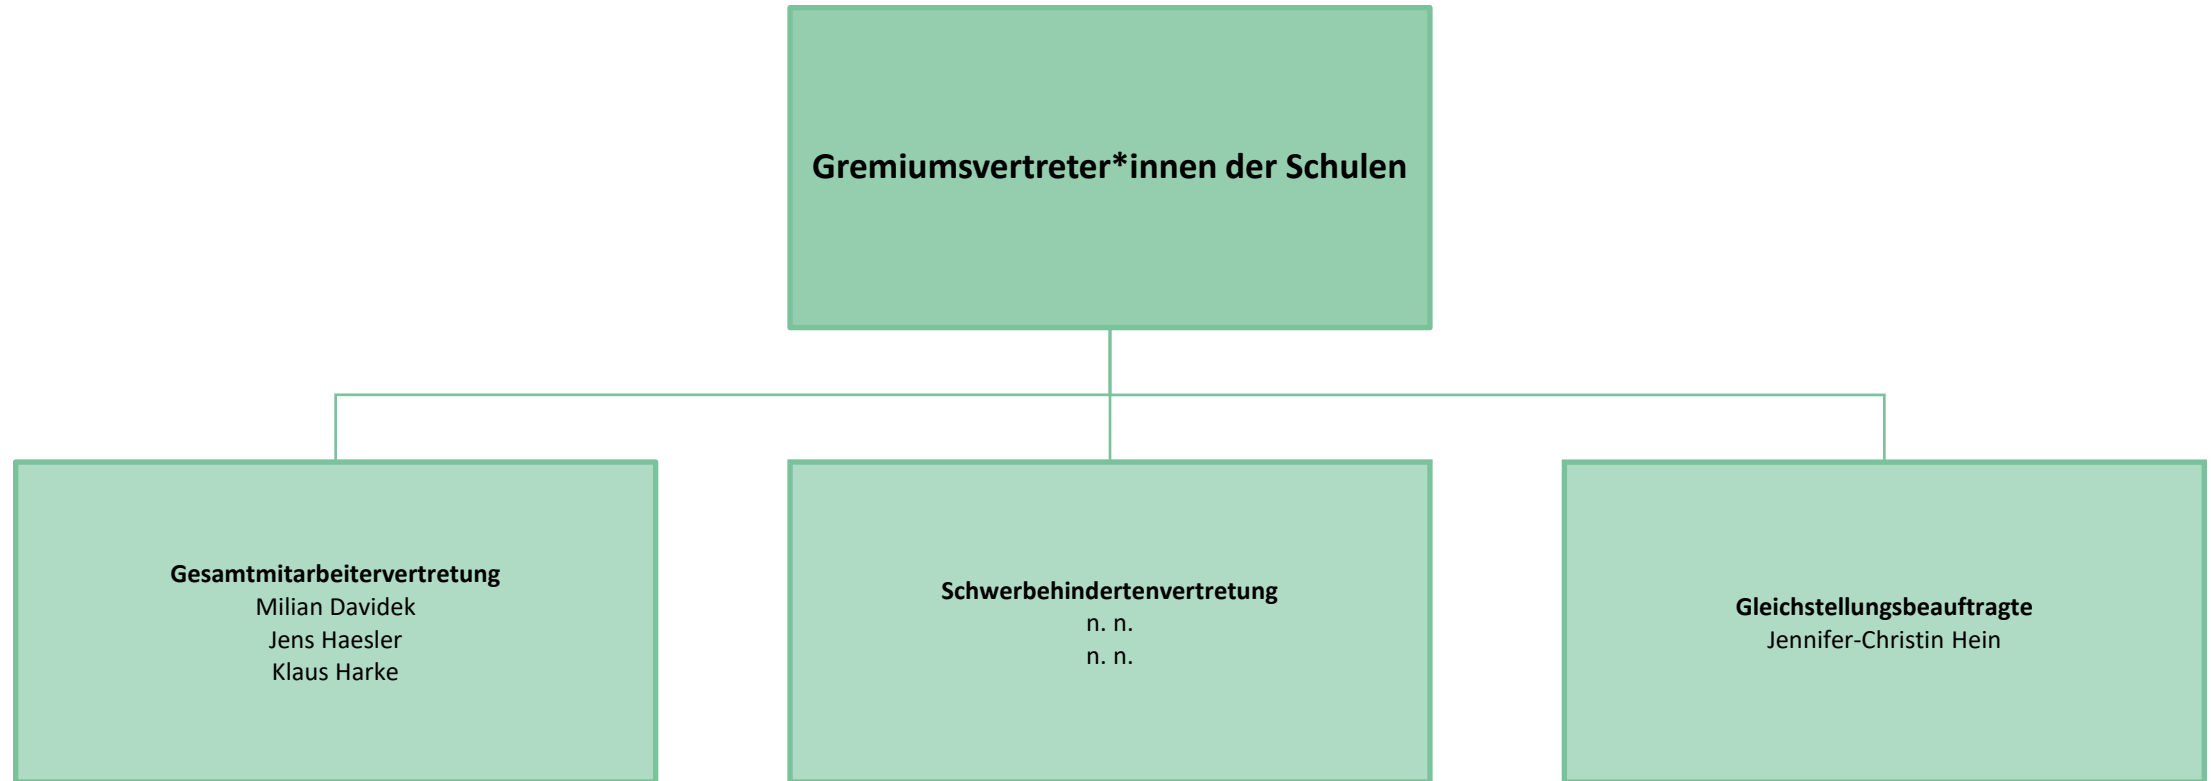 Gremiumsvertreter*innen der Schulen
Gesamtmitarbeitervertretung
Milian Davidek
Jens Haesler
Klaus Harke
Schwerbehindertenvertretung
n. n.
n. n.
Gleichstellungsbeauftragte
Jennifer-Christin Hein